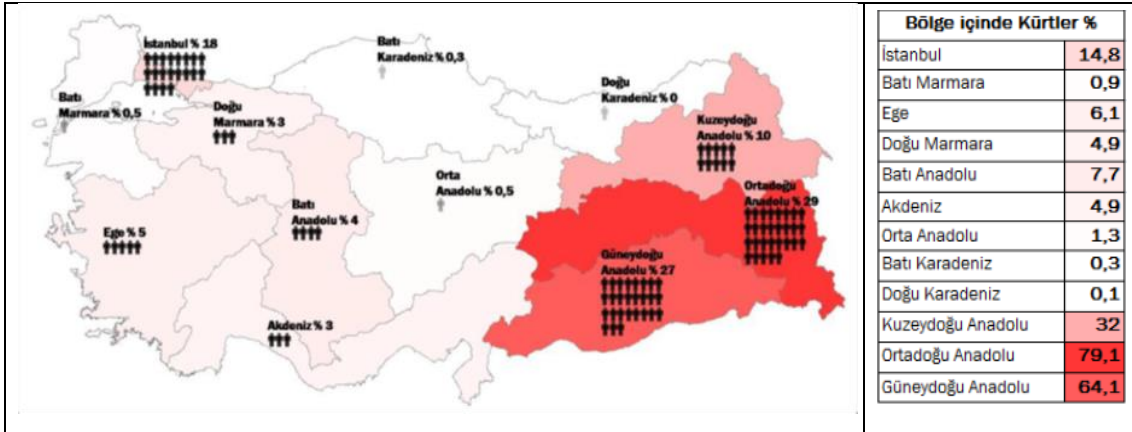 İstanbul % 18
Batı
Karadeniz % 0,3
Doğu
Karadeniz % 0
Batı
Marmara % 0,5
Doğu
Marmara % 3
Kuzeydoğu
Anadolu % 10
Orta
Anadolu % 0,5
Ortadoğu
Anadolu % 29
Batı
Anadolu % 4
Ege % 5
Güneydoğu
Anadolu % 27
Akdeniz % 3
Bölge içinde Kürtler %
İstanbul 14,8
Batı Marmara 0,9
Ege 6,1
Doğu Marmara 4,9
Batı Anadolu 7,7
Akdeniz 4,9
Orta Anadolu 1,3
Batı Karadeniz 0,3
Doğu Karadeniz 0,1
Kuzeydoğu Anadolu 32
Ortadoğu Anadolu 79,1
Güneydoğu Anadolu 64,1